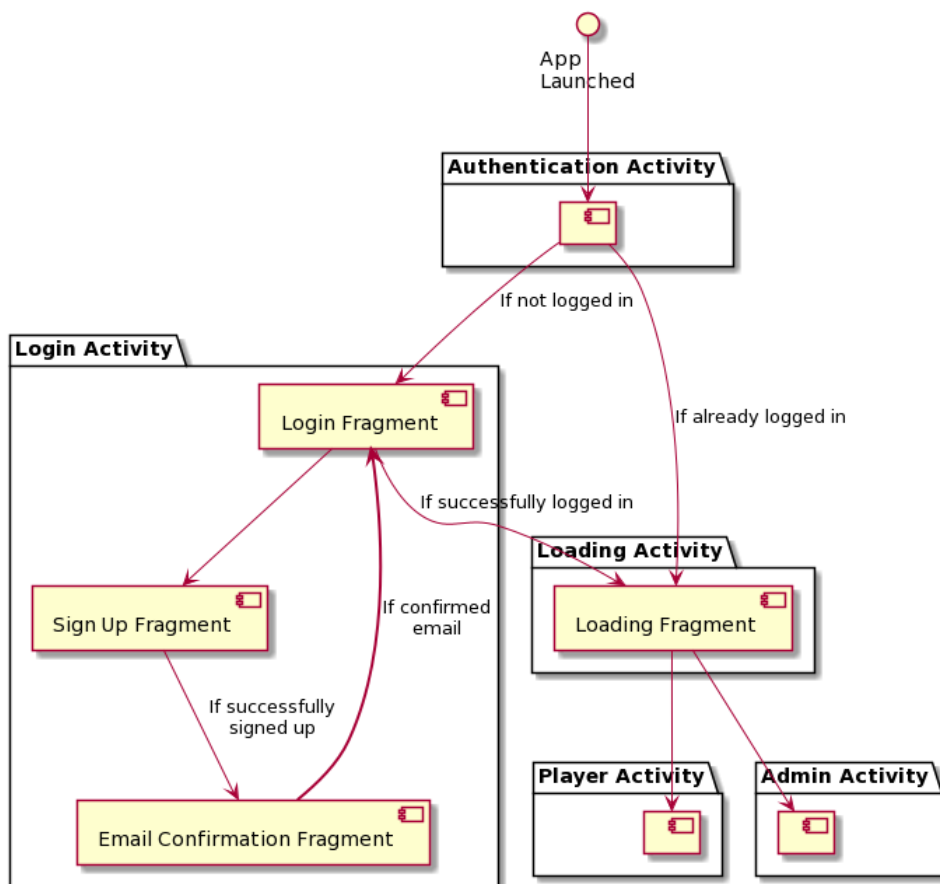 App
Launched
Authentication Activity
If not logged in
Login Activity
Login Fragment
If already logged in
If successfully logged in
Loading Activity
Sign Up Fragment
If confirmed
email
Loading Fragment
If successfully
signed up
Player Activity
Admin Activity
Email Confirmation Fragment